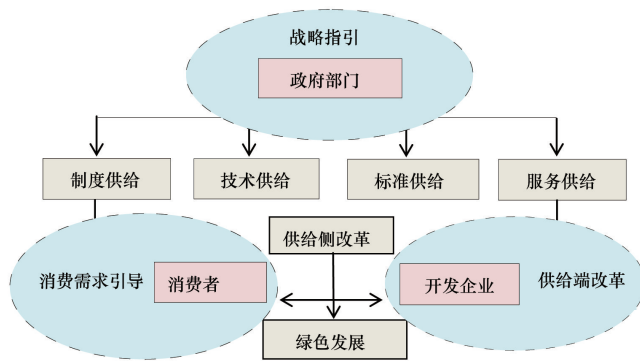 战略指引
政府部门
制度供给
技术供给
标准供给
服务供给
供给侧改革
消费需求引导
消费者
开发企业
供给端改革
绿色发展